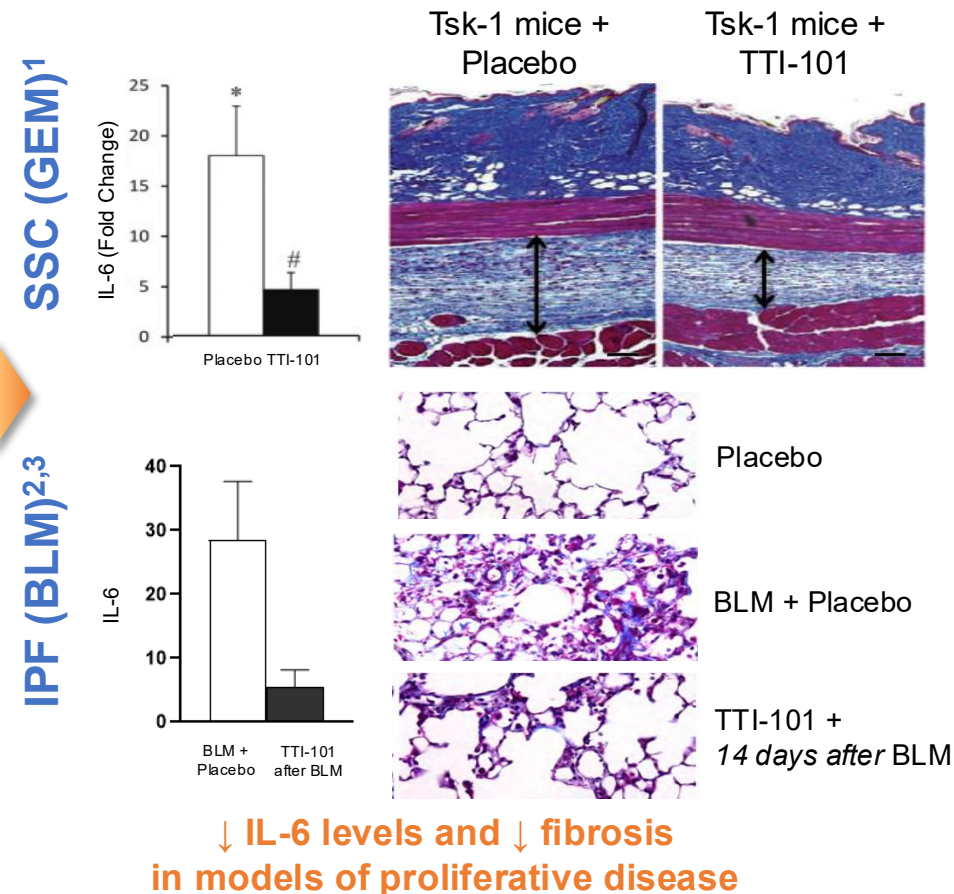 SSC (GEM)¹
IL-6 (Fold Change)
25
20
15
10
5
0
*
#
Placebo TTI-101
Tsk-1 mice +
Placebo
Tsk-1 mice +
TTI-101
IPF (BLM)²,³
IL-6
40
30
20
10
0
BLM +
Placebo
TTI-101
after BLM
Placebo
BLM + Placebo
TTI-101 +
14 days after BLM
↓ IL-6 levels and ↓ fibrosis
in models of proliferative disease